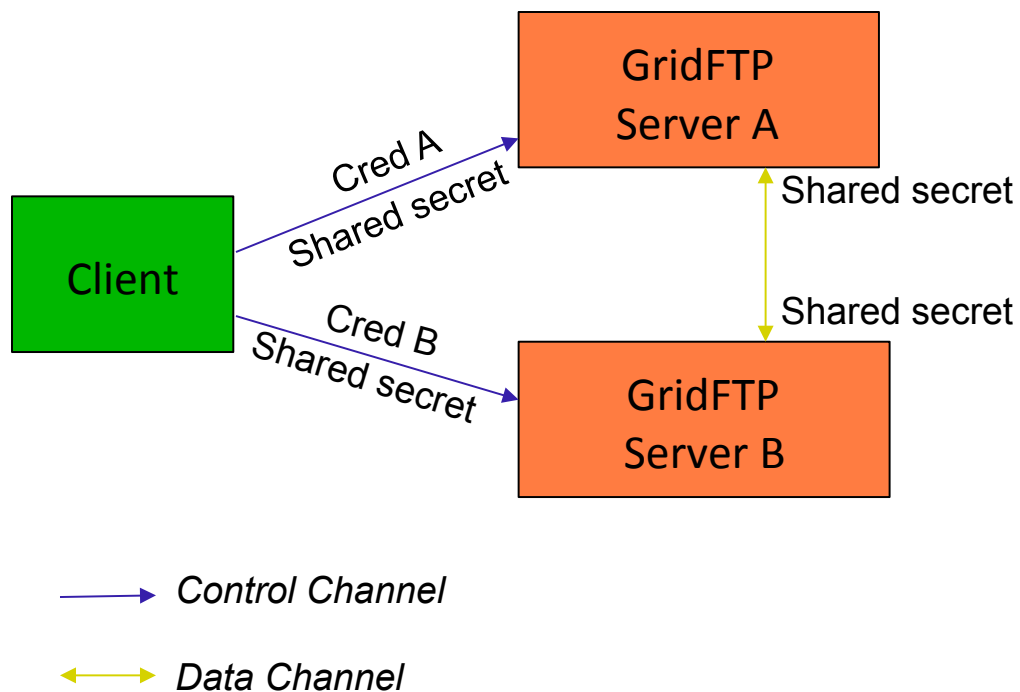 GridFTP
Server A
Cred A
Shared secret
Shared secret
Client
Cred B
Shared secret
Shared secret
GridFTP
Server B
Control Channel
Data Channel